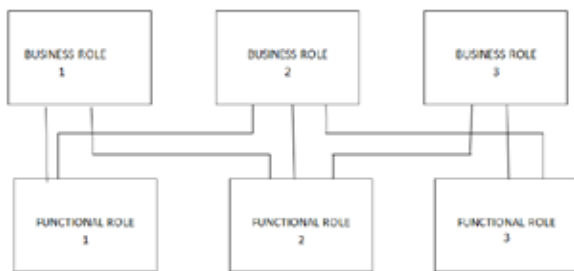 BUSINESS ROLE
1
BUSINESS ROLE
2
BUSINESS ROLE
3
FUNCTIONAL ROLE
1
FUNCTIONAL ROLE
2
FUNCTIONAL ROLE
3